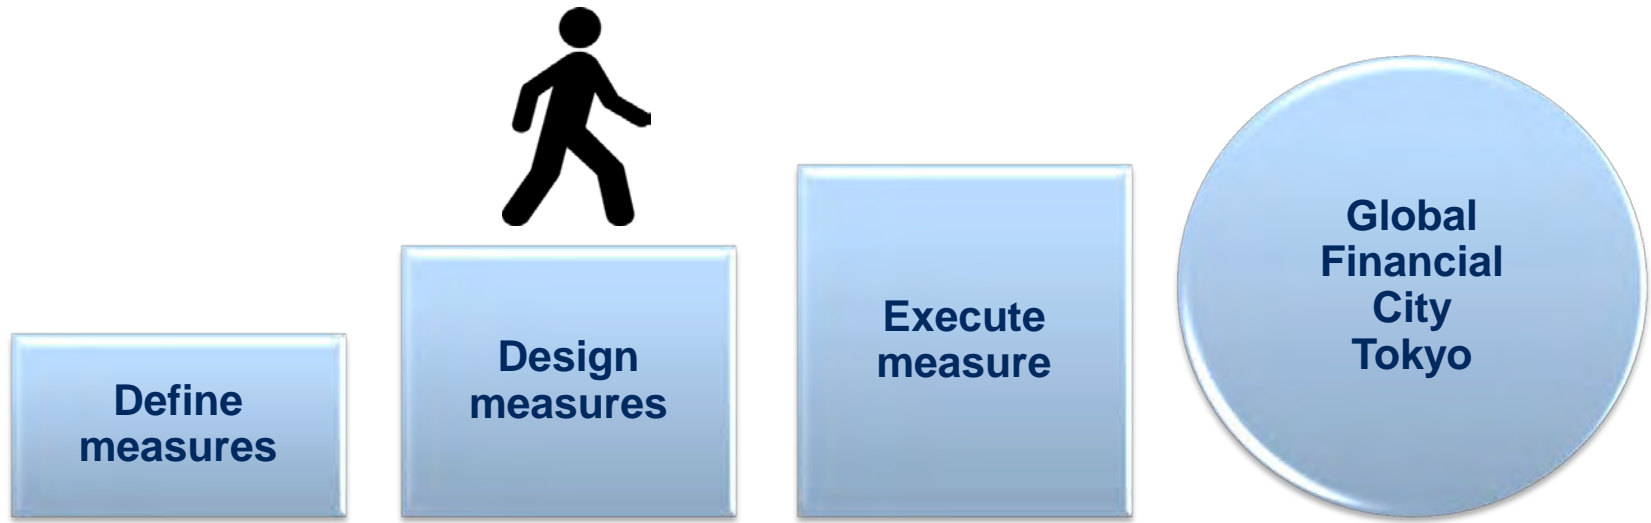 Define
measures
Design
measures
Execute
measure
Global
Financial
City
Tokyo